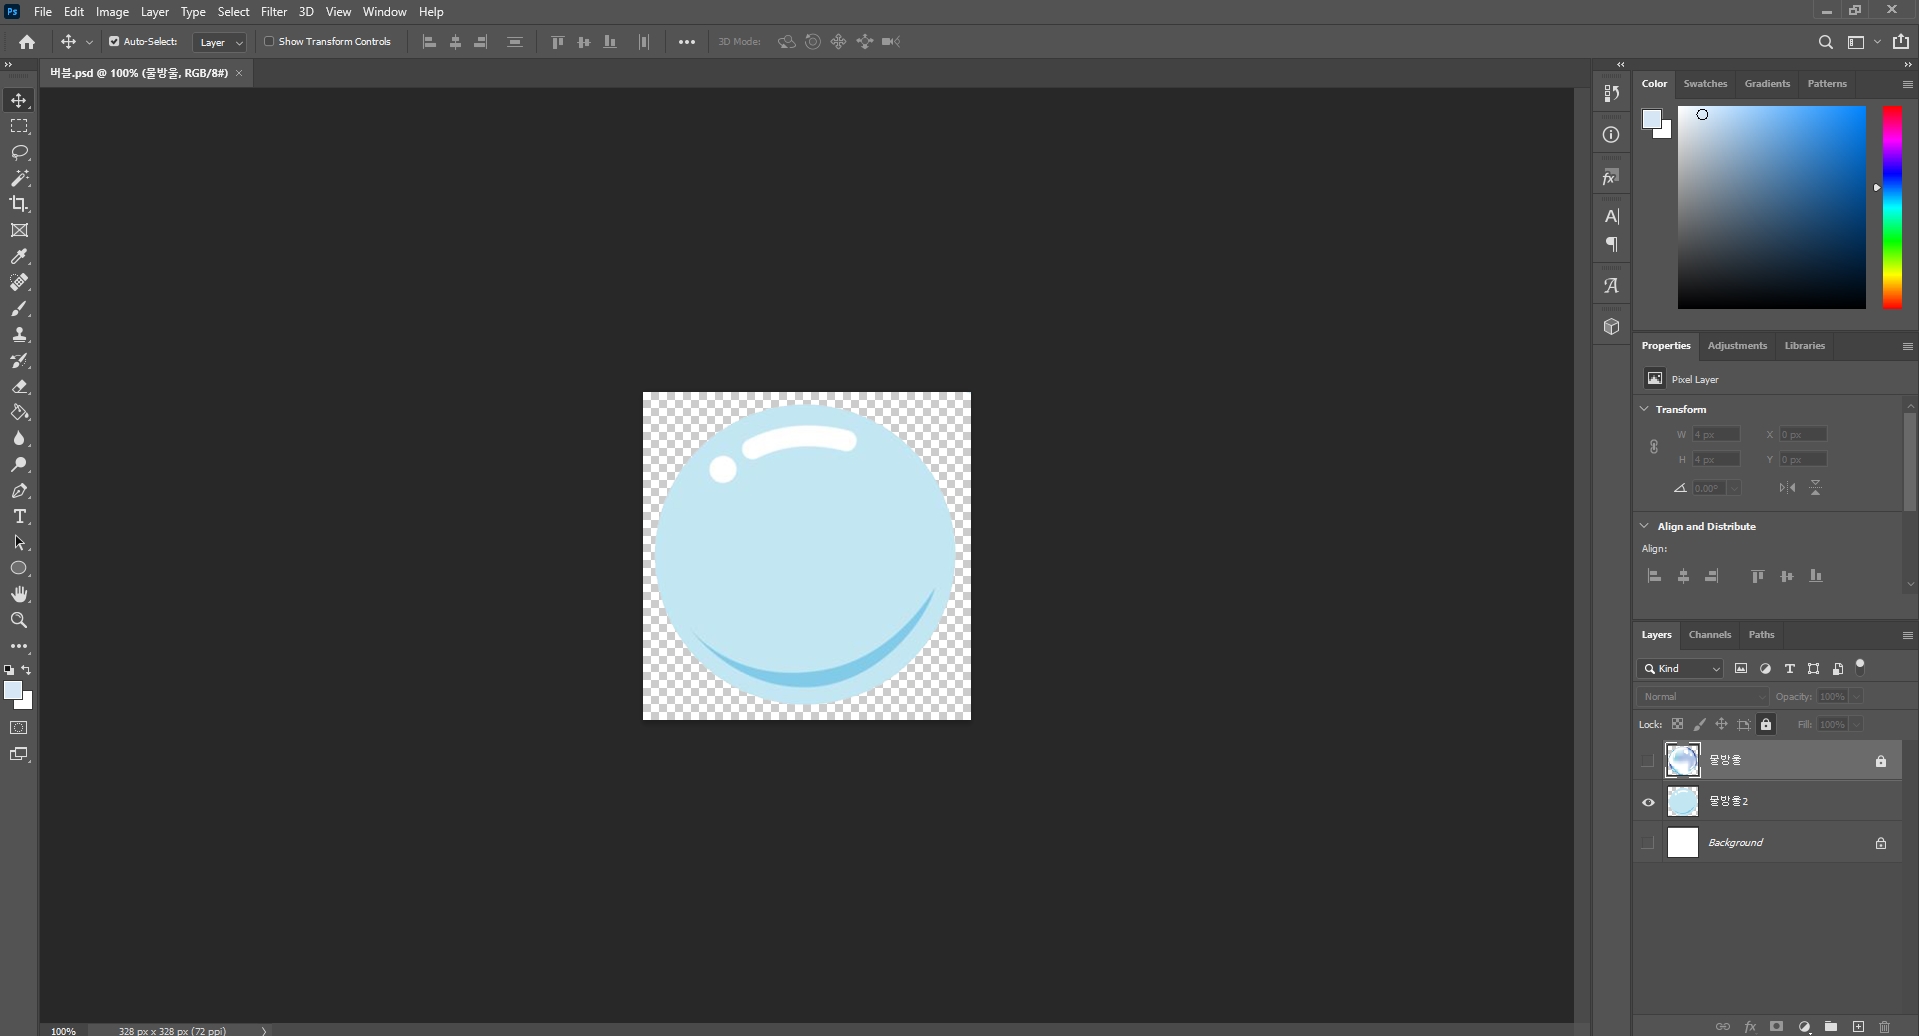 Ps File Edit Image Layer Type Select Filter 3D View Window Help
Auto-Select: Layer Show Transform Controls 3D Mode:
버블.psd @ 100% (물방울, RGB/8#) ×
Color Swatches Gradients Patterns
Properties Adjustments Libraries
Pixel Layer
Transform
W 4 px X 0 px
H 4 px Y 0 px
0.00°
Align and Distribute
Align:
Layers Channels Paths
Kind
Normal Opacity: 100%
Lock: Fill: 100%
물방울
물방울2
Background
fx
100% 328 px x 328 px (72 ppi)